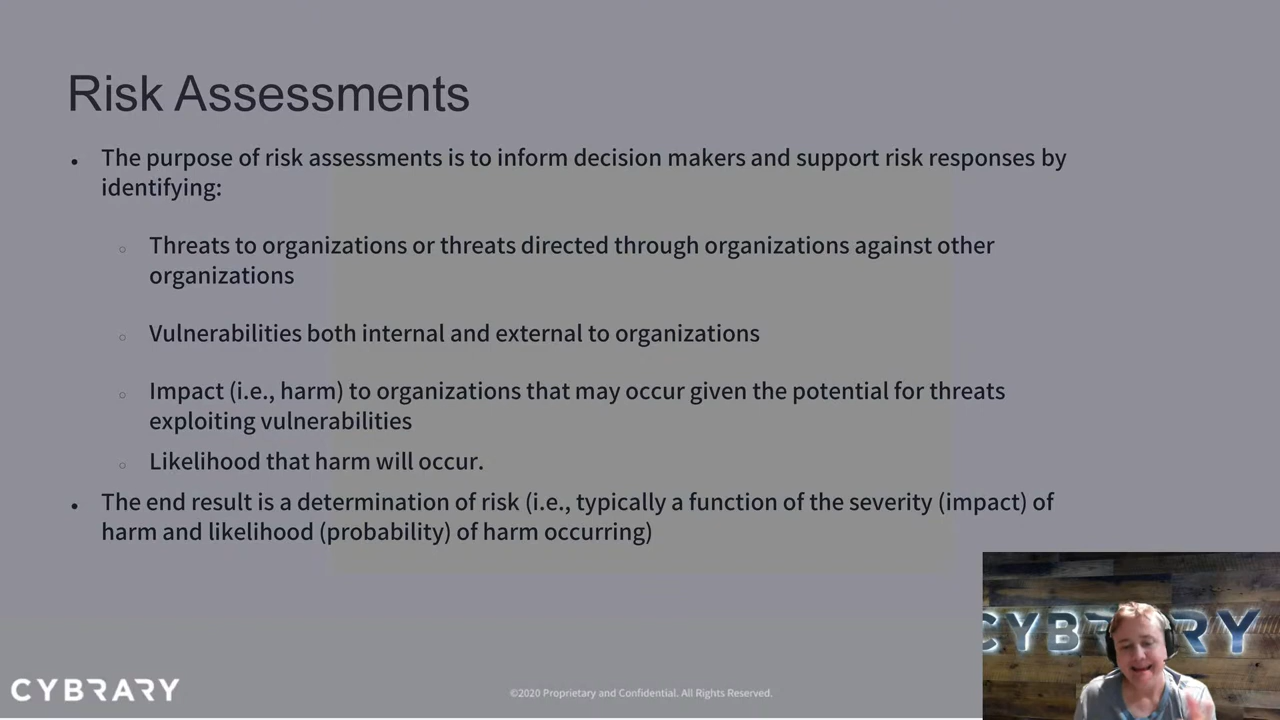 Risk Assessments
• The purpose of risk assessments is to inform decision makers and support risk responses by
identifying:
○ Threats to organizations or threats directed through organizations against other
organizations
○ Vulnerabilities both internal and external to organizations
○ Impact (i.e., harm) to organizations that may occur given the potential for threats
exploiting vulnerabilities
○ Likelihood that harm will occur.
• The end result is a determination of risk (i.e., typically a function of the severity (impact) of
harm and likelihood (probability) of harm occurring)
CYBRARY
CYBRARY
©2020 Proprietary and Confidential. All Rights Reserved.